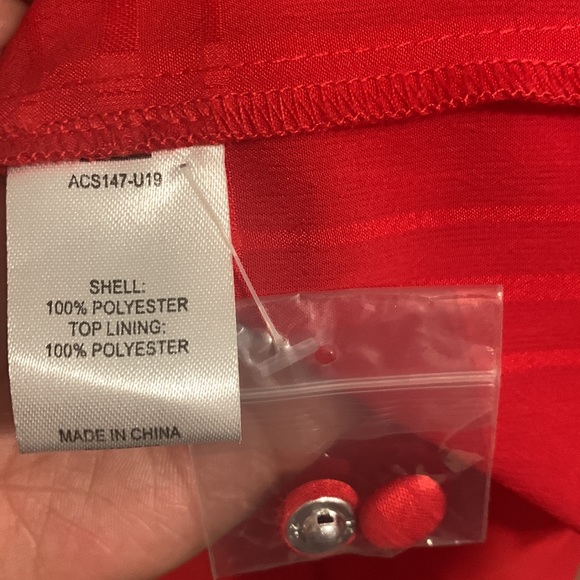 ACS147-U19
SHELL:
100% POLYESTER
TOP LINING:
100% POLYESTER
MADE IN CHINA